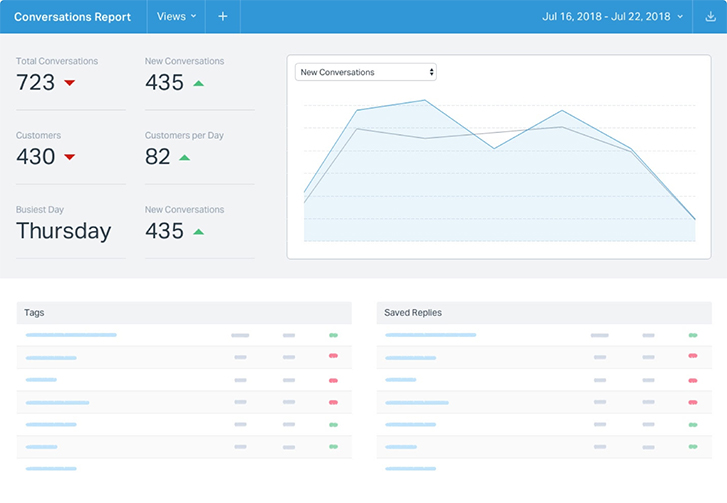 Conversations Report Views + Jul 16, 2018 - Jul 22, 2018
Total Conversations New Conversations
723 435
New Conversations
Customers Customers per Day
430 82
Busiest Day New Conversations
Thursday 435
Tags Saved Replies